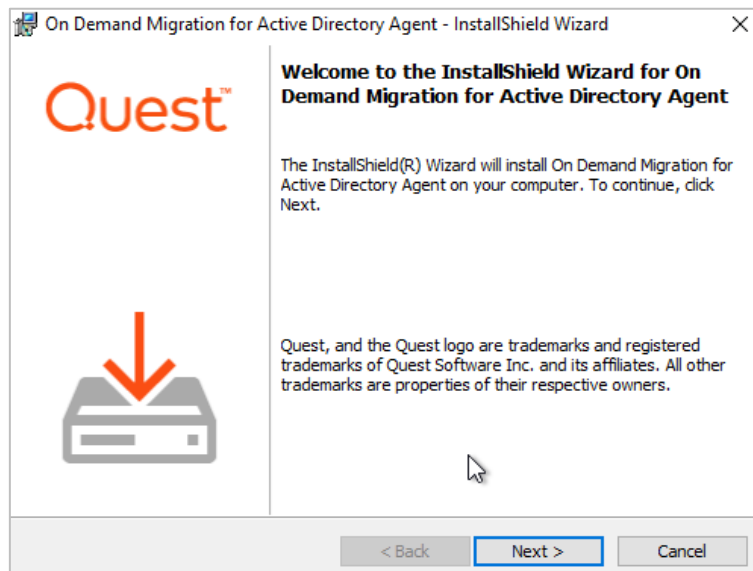 On Demand Migration for Active Directory Agent - InstallShield Wizard
Quest™
Welcome to the InstallShield Wizard for On
Demand Migration for Active Directory Agent
The InstallShield(R) Wizard will install On Demand Migration for
Active Directory Agent on your computer. To continue, click
Next.
Quest, and the Quest logo are trademarks and registered
trademarks of Quest Software Inc. and its affiliates. All other
trademarks are properties of their respective owners.
< Back
Next >
Cancel